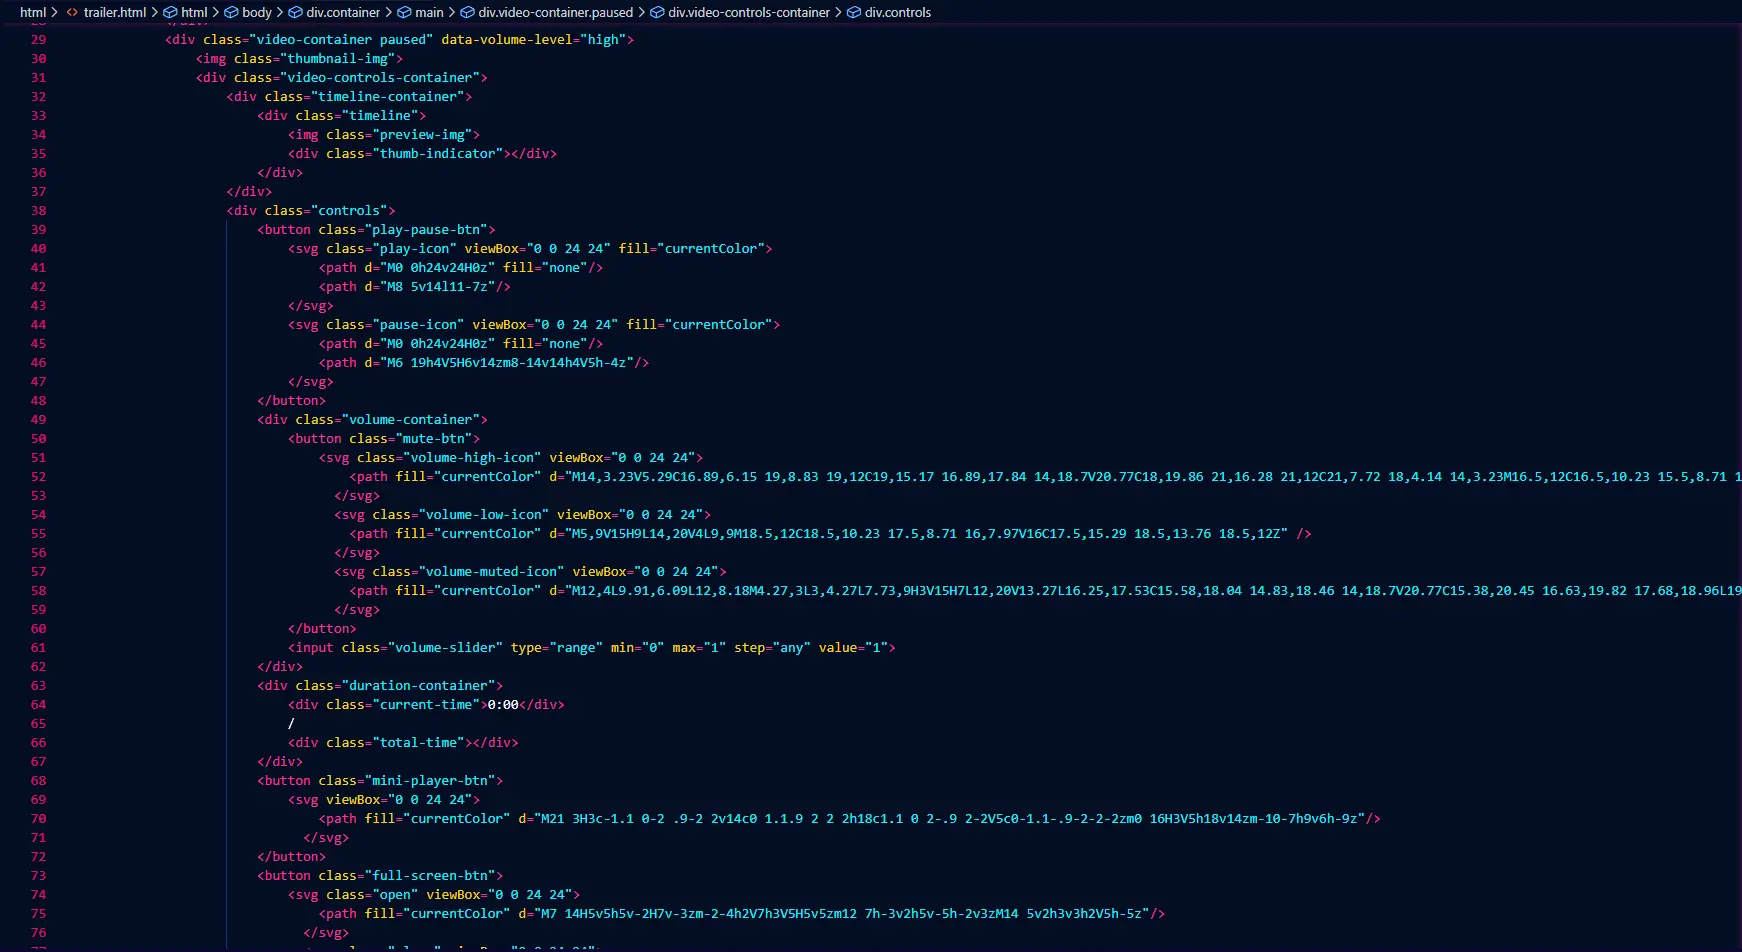 html > <> trailer.html > html > body > div.container > main > div.video-container.paused > div.video-controls-container > div.controls
29 <div class="video-container paused" data-volume-level="high">
30 <img class="thumbnail-img">
31 <div class="video-controls-container">
32 <div class="timeline-container">
33 <div class="timeline">
34 <img class="preview-img">
35 <div class="thumb-indicator"></div>
36 </div>
37 </div>
38 <div class="controls">
39 <button class="play-pause-btn">
40 <svg class="play-icon" viewBox="0 0 24 24" fill="currentColor">
41 <path d="M0 0h24v24H0z" fill="none"/>
42 <path d="M8 5v14l11-7z"/>
43 </svg>
44 <svg class="pause-icon" viewBox="0 0 24 24" fill="currentColor">
45 <path d="M0 0h24v24H0z" fill="none"/>
46 <path d="M6 19h4V5H6v14zm8-14v14h4V5h-4z"/>
47 </svg>
48 </button>
49 <div class="volume-container">
50 <button class="mute-btn">
51 <svg class="volume-high-icon" viewBox="0 0 24 24">
52 <path fill="currentColor" d="M14,3.23V5.29C16.89,6.15 19,8.83 19,12C19,15.17 16.89,17.84 14,18.7V20.77C18,19.86 21,16.28 21,12C21,7.72 18,4.14 14,3.23M16.5,12C16.5,10.23 15.5,8.71 1
53 </svg>
54 <svg class="volume-low-icon" viewBox="0 0 24 24">
55 <path fill="currentColor" d="M5,9V15H9L14,20V4L9,9M18.5,12C18.5,10.23 17.5,8.71 16,7.97V16C17.5,15.29 18.5,13.76 18.5,12Z" />
56 </svg>
57 <svg class="volume-muted-icon" viewBox="0 0 24 24">
58 <path fill="currentColor" d="M12,4L9.91,6.09L12,8.18M4.27,3L3,4.27L7.73,9H3V15H7L12,20V13.27L16.25,17.53C15.58,18.04 14.83,18.46 14,18.7V20.77C15.38,20.45 16.63,19.82 17.68,18.96L19
59 </svg>
60 </button>
61 <input class="volume-slider" type="range" min="0" max="1" step="any" value="1">
62 </div>
63 <div class="duration-container">
64 <div class="current-time">0:00</div>
65 /
66 <div class="total-time"></div>
67 </div>
68 <button class="mini-player-btn">
69 <svg viewBox="0 0 24 24">
70 <path fill="currentColor" d="M21 3H3c-1.1 0-2 .9-2 2v14c0 1.1.9 2 2 2h18c1.1 0 2-.9 2-2V5c0-1.1-.9-2-2-2zm0 16H3V5h18v14zm-10-7h9v6h-9z"/>
71 </svg>
72 </button>
73 <button class="full-screen-btn">
74 <svg class="open" viewBox="0 0 24 24">
75 <path fill="currentColor" d="M7 14H5v5h5v-2H7v-3zm-2-4h2V7h3V5H5v5zm12 7h-3v2h5v-5h-2v3zM14 5v2h3v3h2V5h-5z"/>
76 </svg>